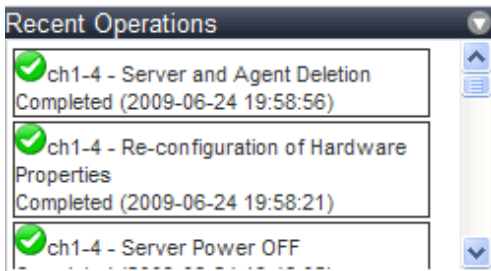 Recent Operations
ch1-4 - Server and Agent Deletion
Completed (2009-06-24 19:58:56)
ch1-4 - Re-configuration of Hardware
Properties
Completed (2009-06-24 19:58:21)
ch1-4 - Server Power OFF